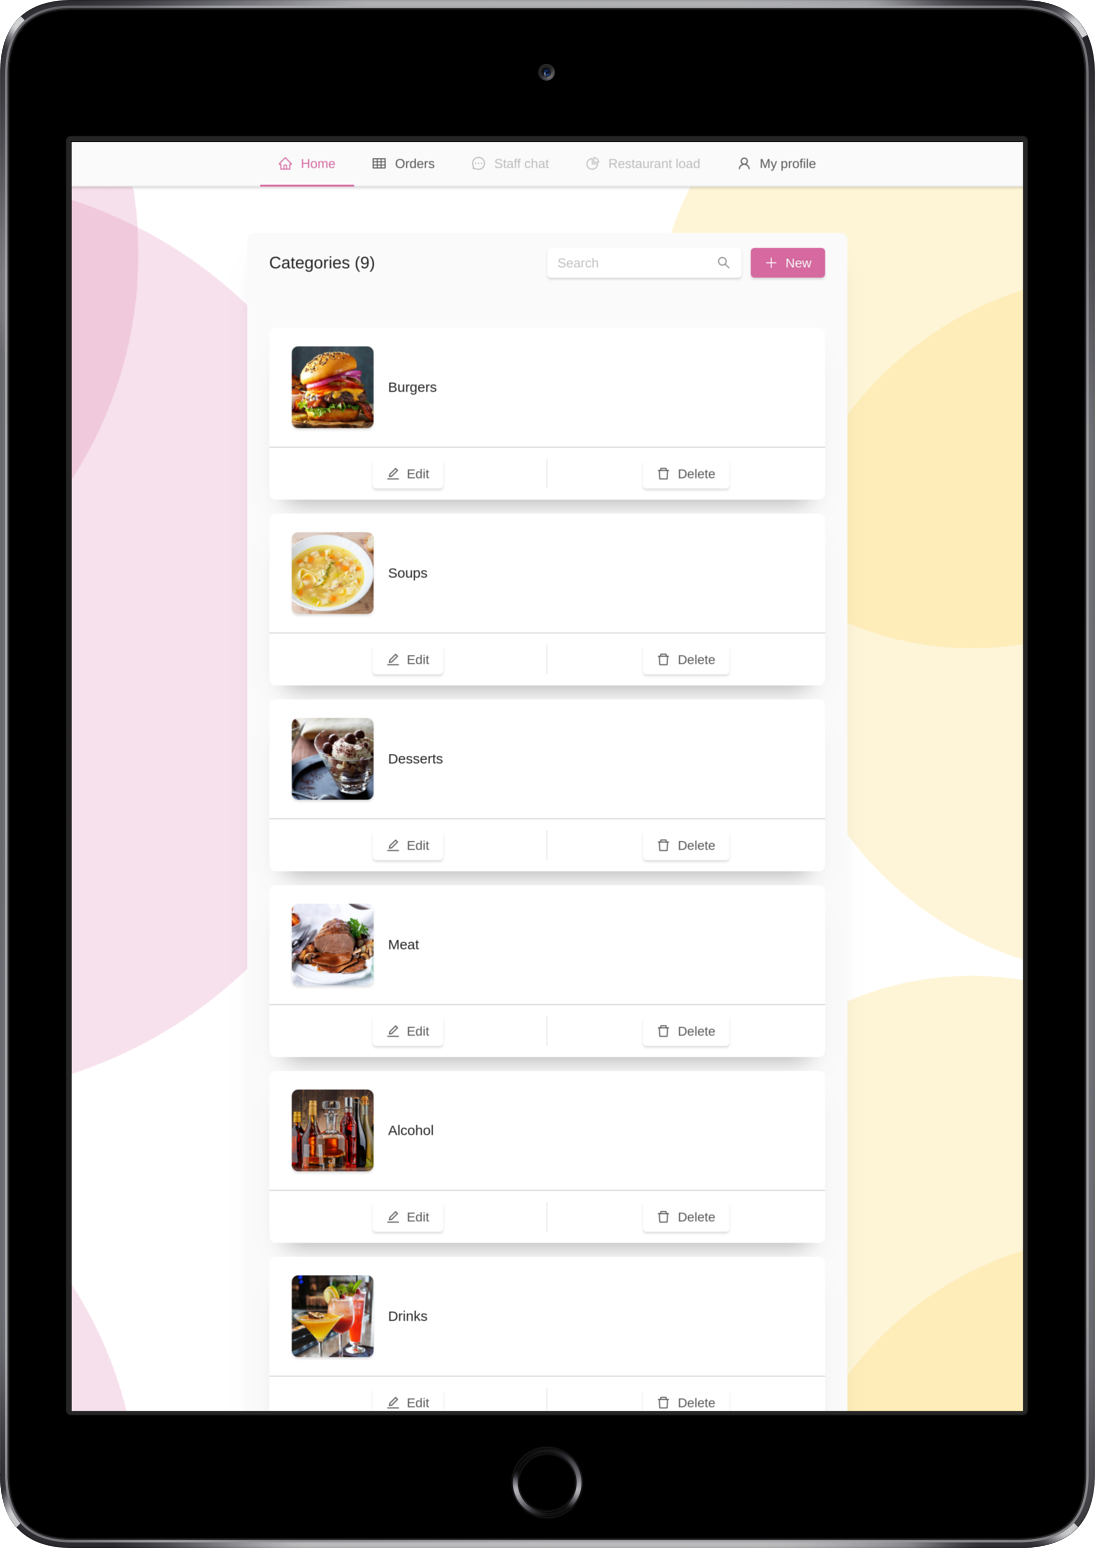 Home Orders Staff chat Restaurant load My profile
Categories (9) Search New
Burgers
Edit Delete
Soups
Edit Delete
Desserts
Edit Delete
Meat
Edit Delete
Alcohol
Edit Delete
Drinks
Edit Delete